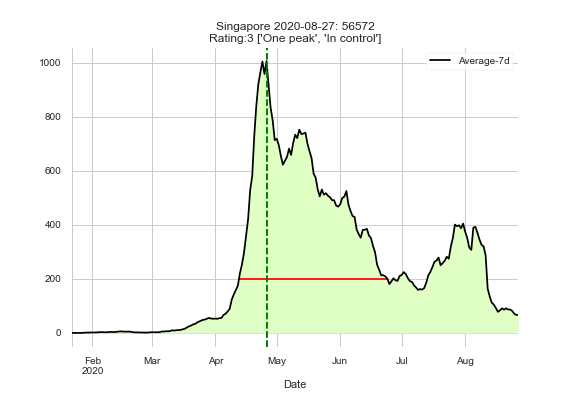 Singapore 2020-08-27: 56572
Rating:3 ['One peak', 'In control']
Average-7d
1000
800
600
400
200
0
Feb Mar Apr May Jun Jul Aug
2020
Date